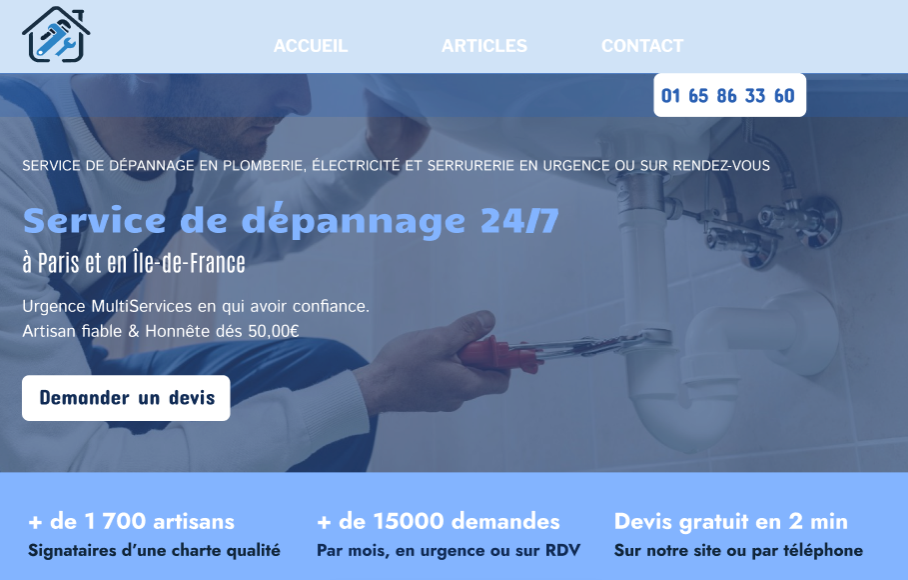 ACCUEIL ARTICLES CONTACT
01 65 86 33 60
SERVICE DE DÉPANNAGE EN PLOMBERIE, ÉLECTRICITÉ ET SERRURERIE EN URGENCE OU SUR RENDEZ-VOUS
Service de dépannage 24/7
à Paris et en Île-de-France
Urgence MultiServices en qui avoir confiance.
Artisan fiable & Honnête dés 50,00€
Demander un devis
+ de 1 700 artisans
Signataires d'une charte qualité
+ de 15000 demandes
Par mois, en urgence ou sur RDV
Devis gratuit en 2 min
Sur notre site ou par téléphone